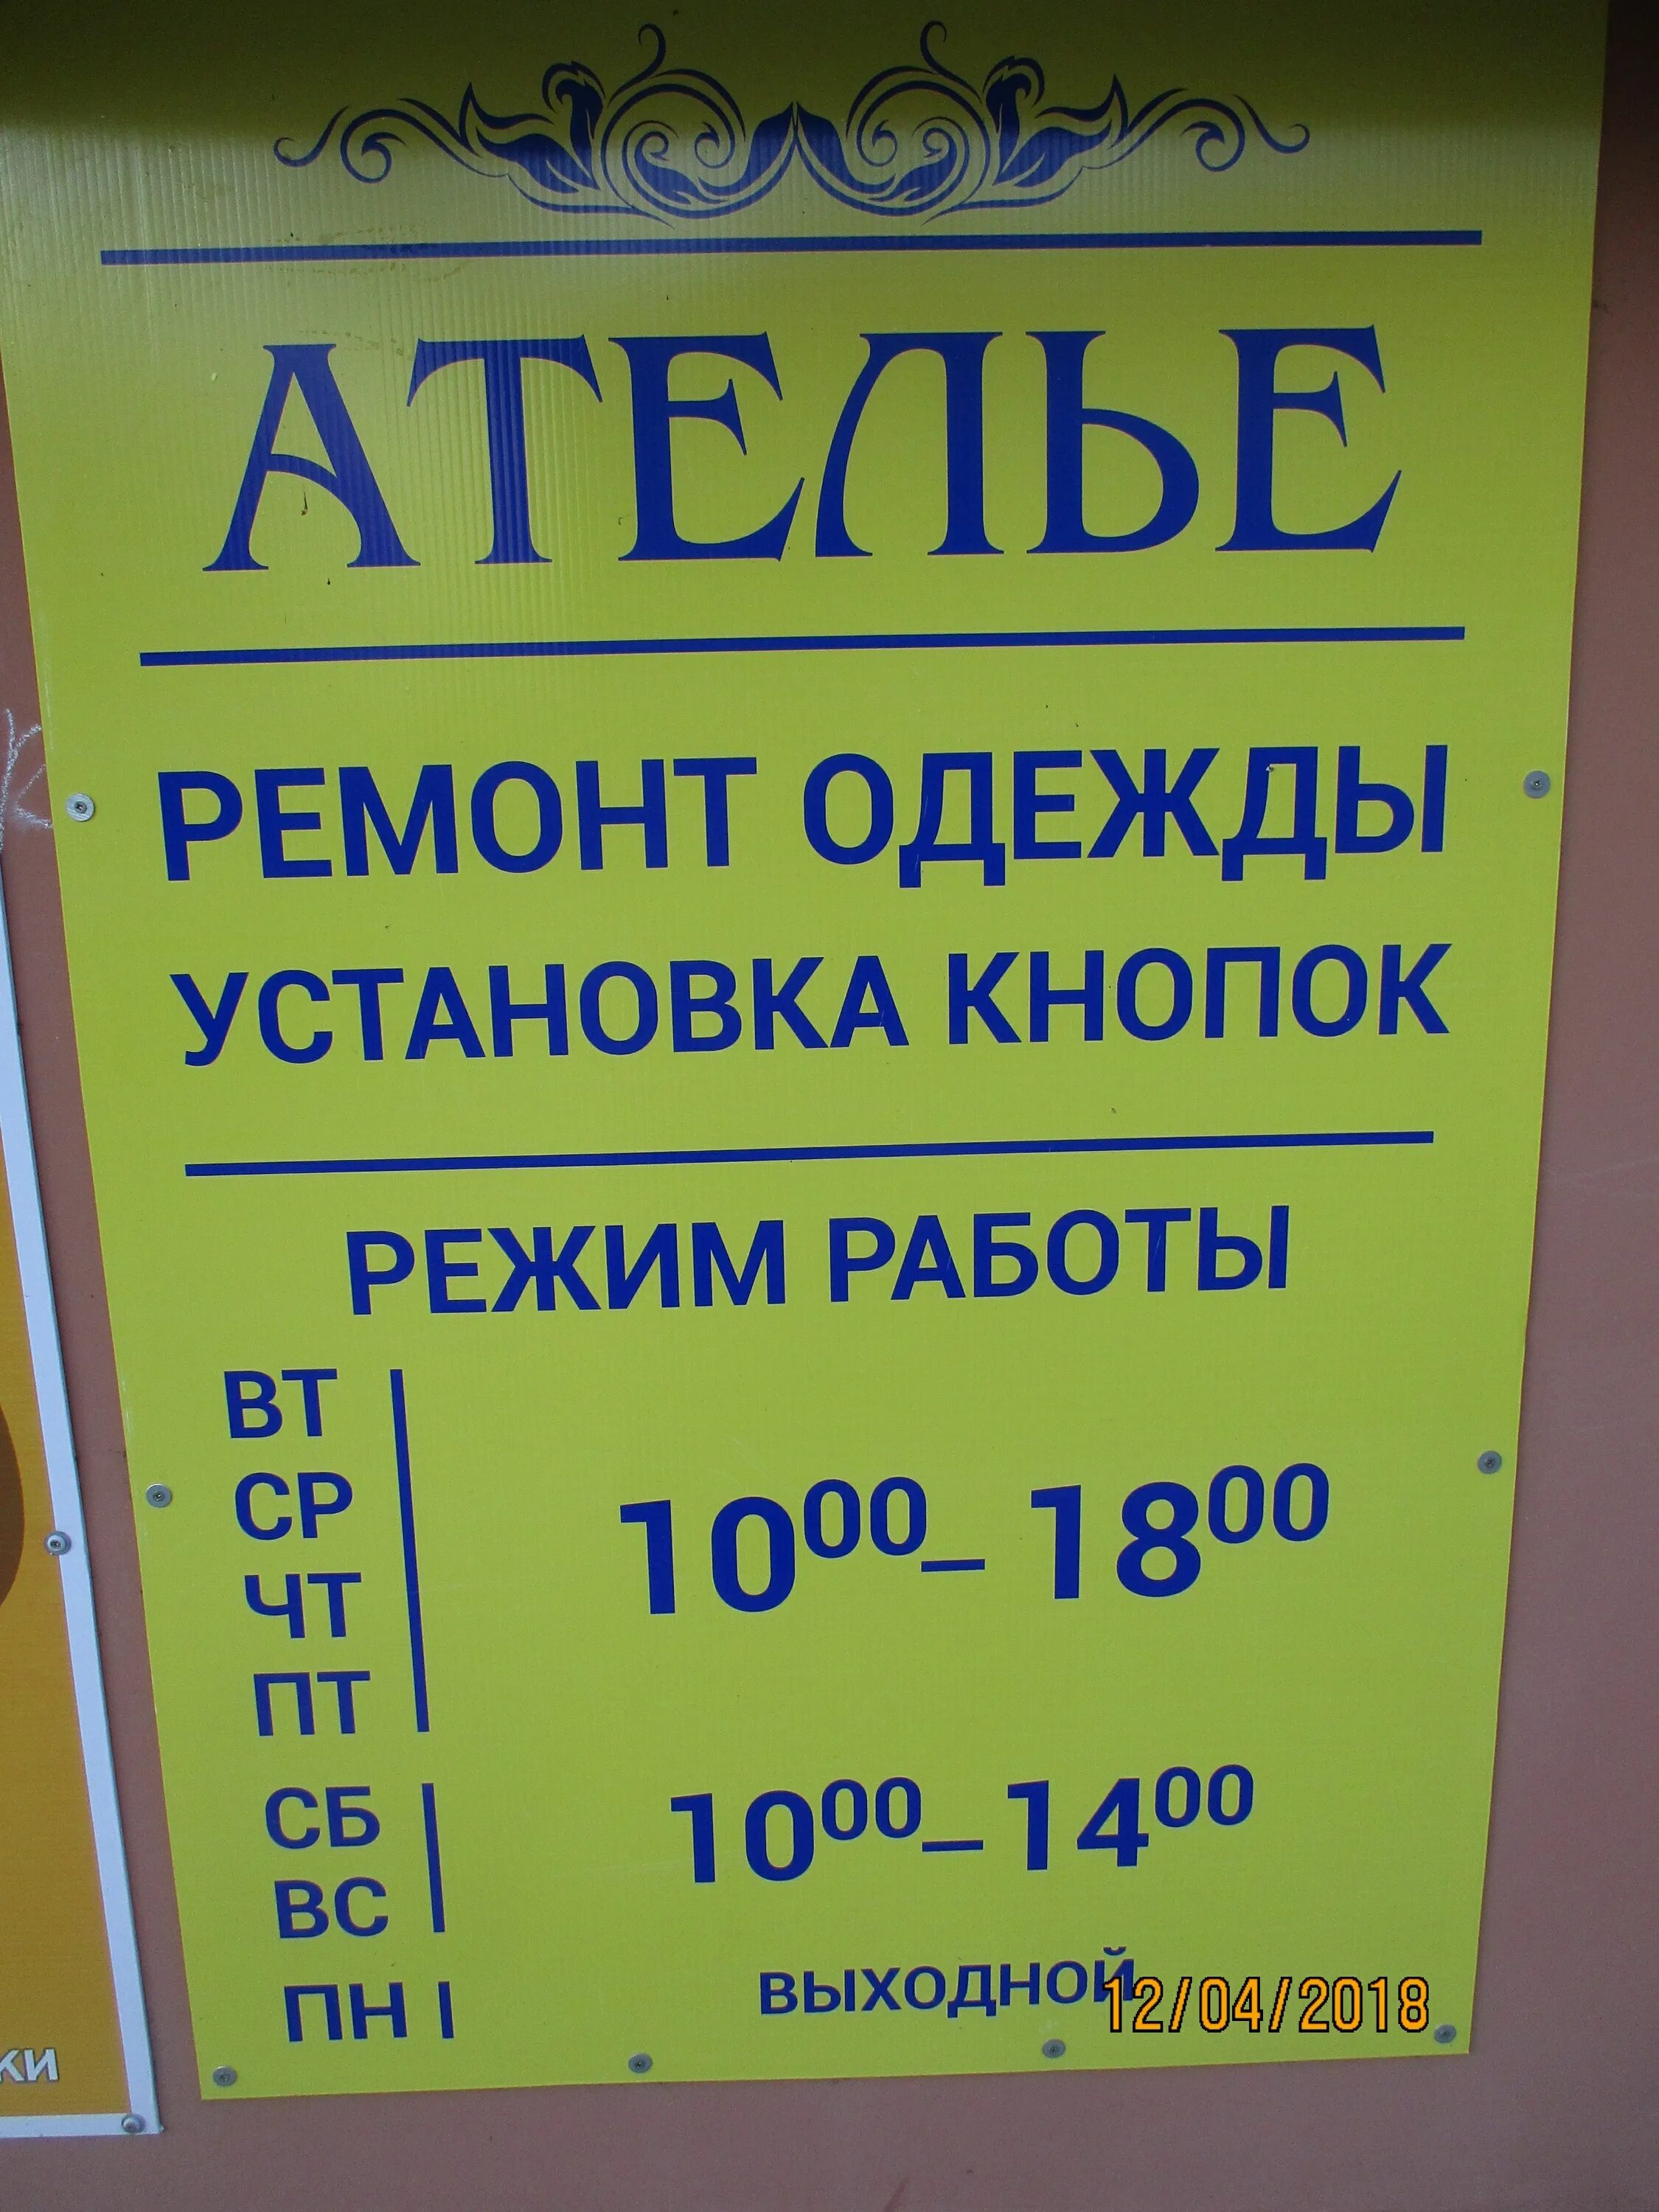 АТЕЛЬЕ
РЕМОНТ ОДЕЖДЫ
УСТАНОВКА КНОПОК
РЕЖИМ РАБОТЫ
ВТ
СР
ЧТ
ПТ
10⁰⁰ – 18⁰⁰
СБ
ВС
10⁰⁰ – 14⁰⁰
ПН
ВЫХОДНОЙ
12/04/2018